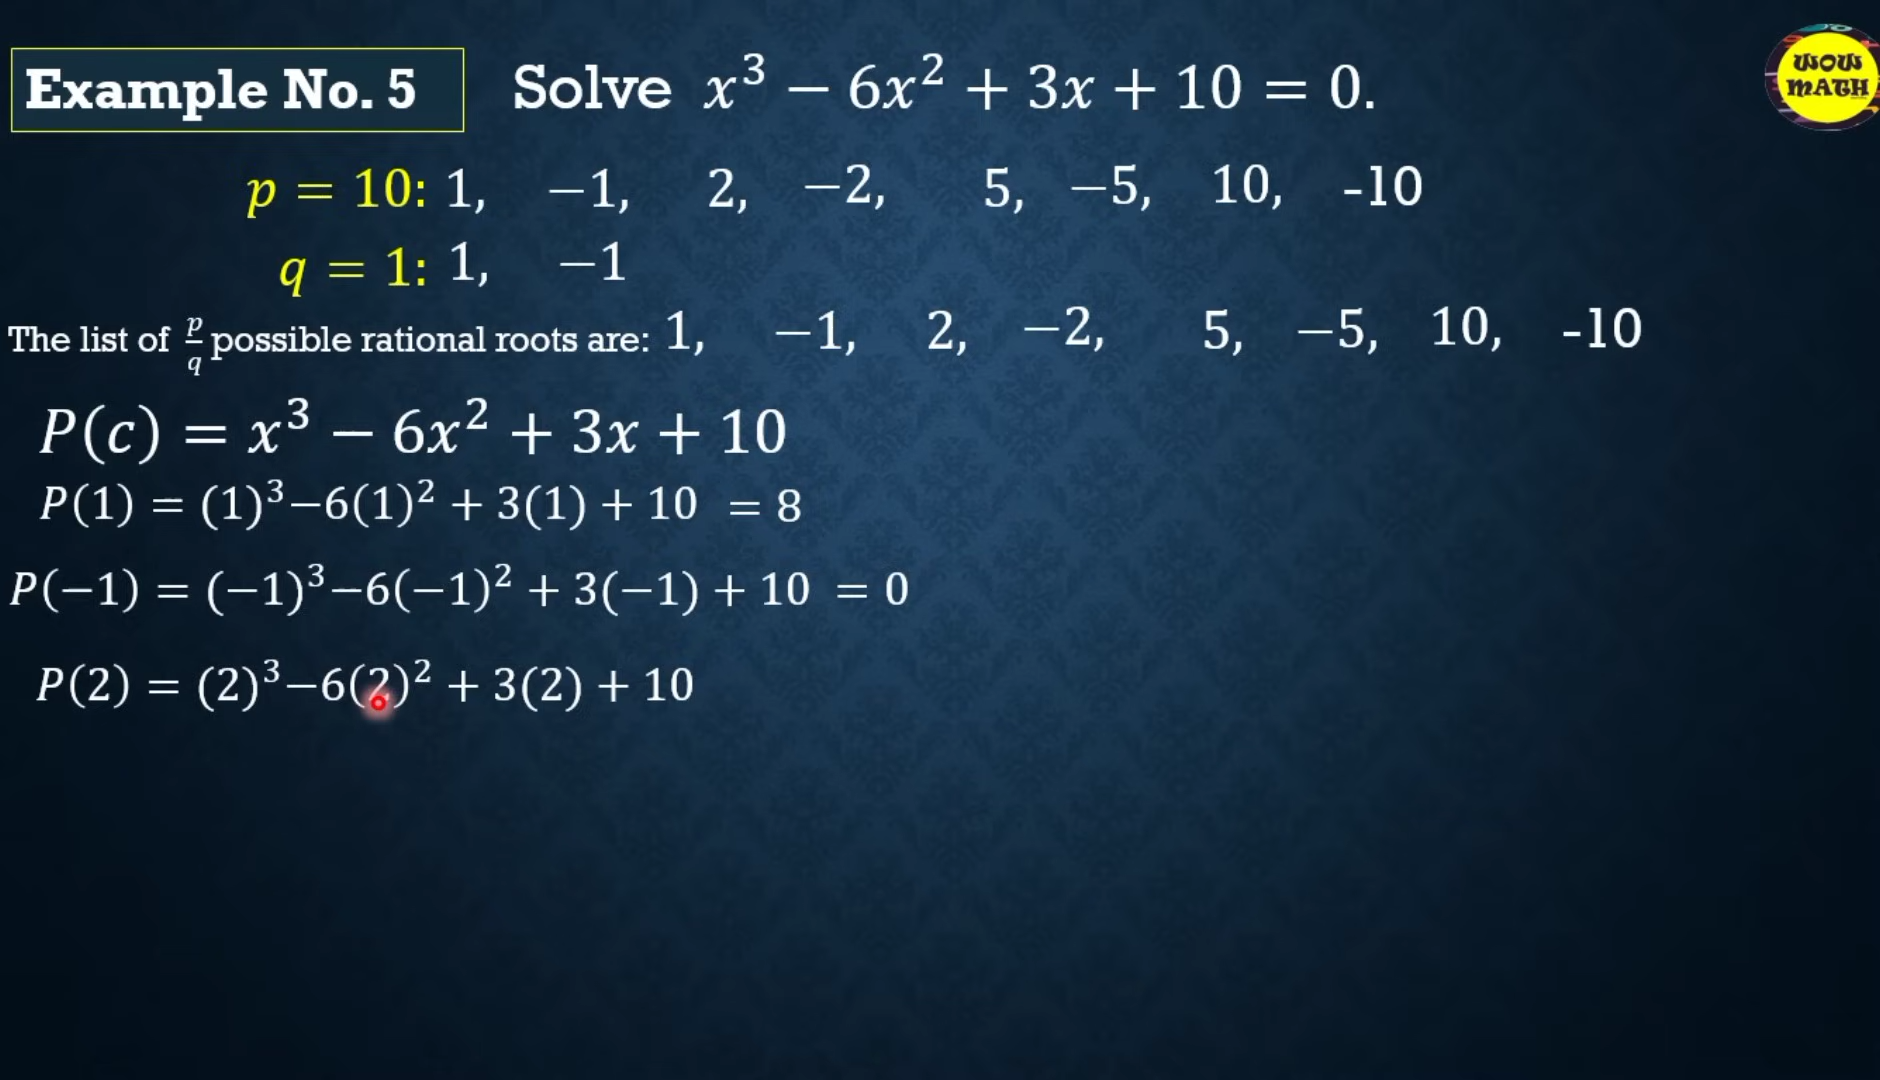 Example No. 5 Solve x³ − 6x² + 3x + 10 = 0.
WOW
MATH
p = 10: 1, −1, 2, −2, 5, −5, 10, -10
q = 1: 1, −1
The list of p/q possible rational roots are: 1, −1, 2, −2, 5, −5, 10, -10
P(c) = x³ − 6x² + 3x + 10
P(1) = (1)³−6(1)² + 3(1) + 10 = 8
P(−1) = (−1)³−6(−1)² + 3(−1) + 10 = 0
P(2) = (2)³−6(2)² + 3(2) + 10